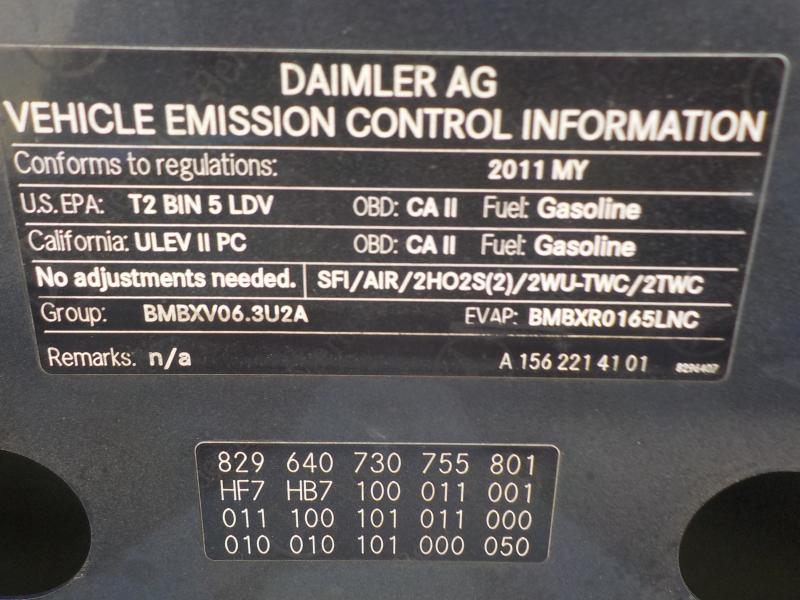 DAIMLER AG
VEHICLE EMISSION CONTROL INFORMATION
Conforms to regulations: 2011 MY
U.S. EPA: T2 BIN 5 LDV OBD: CA II Fuel: Gasoline
California: ULEV II PC OBD: CA II Fuel: Gasoline
No adjustments needed. SFI/AIR/2HO2S(2)/2WU-TWC/2TWC
Group: BMBXV06.3U2A EVAP: BMBXR0165LNC
Remarks: n/a A 156 221 41 01 8296407
829 640 730 755 801
HF7 HB7 100 011 001
011 100 101 011 000
010 010 101 000 050